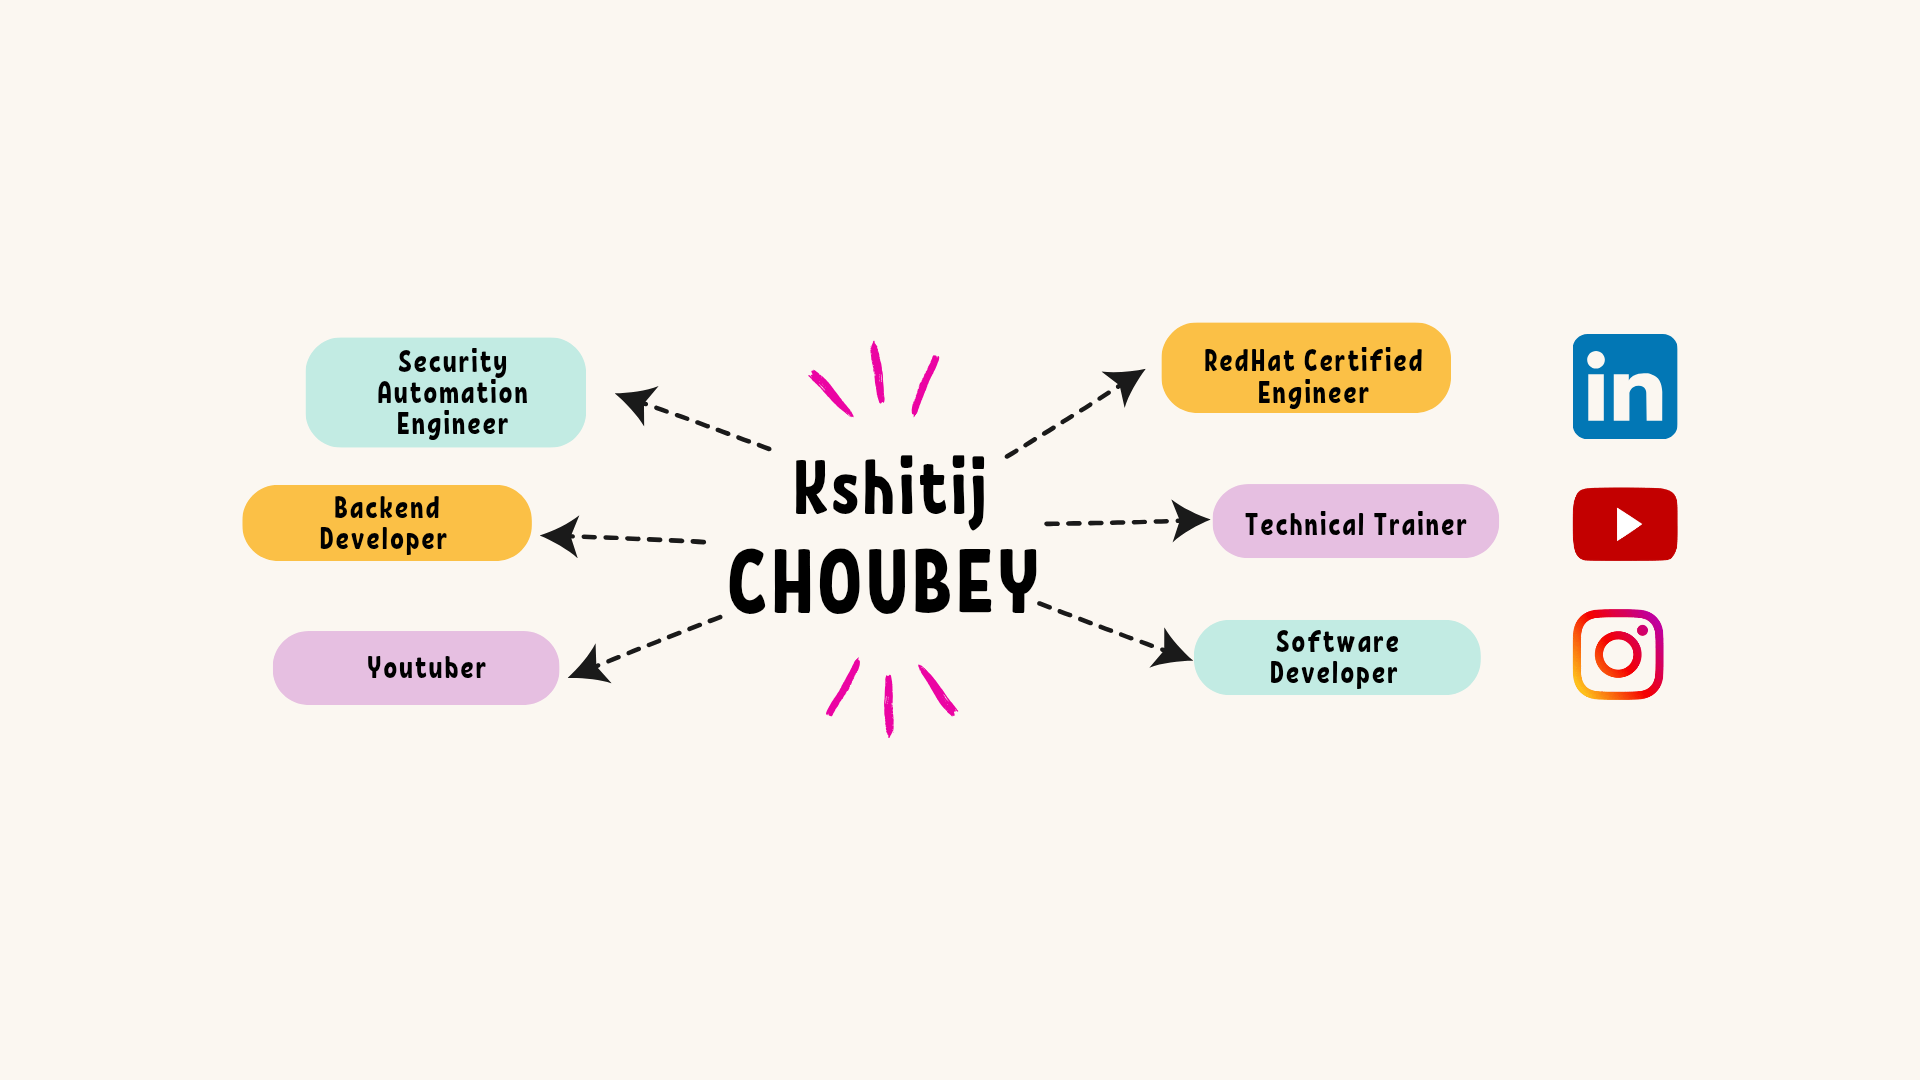 Security
Automation
Engineer
Backend
Developer
Youtuber
Kshitij
CHOUBEY
RedHat Certified
Engineer
Technical Trainer
Software
Developer
in